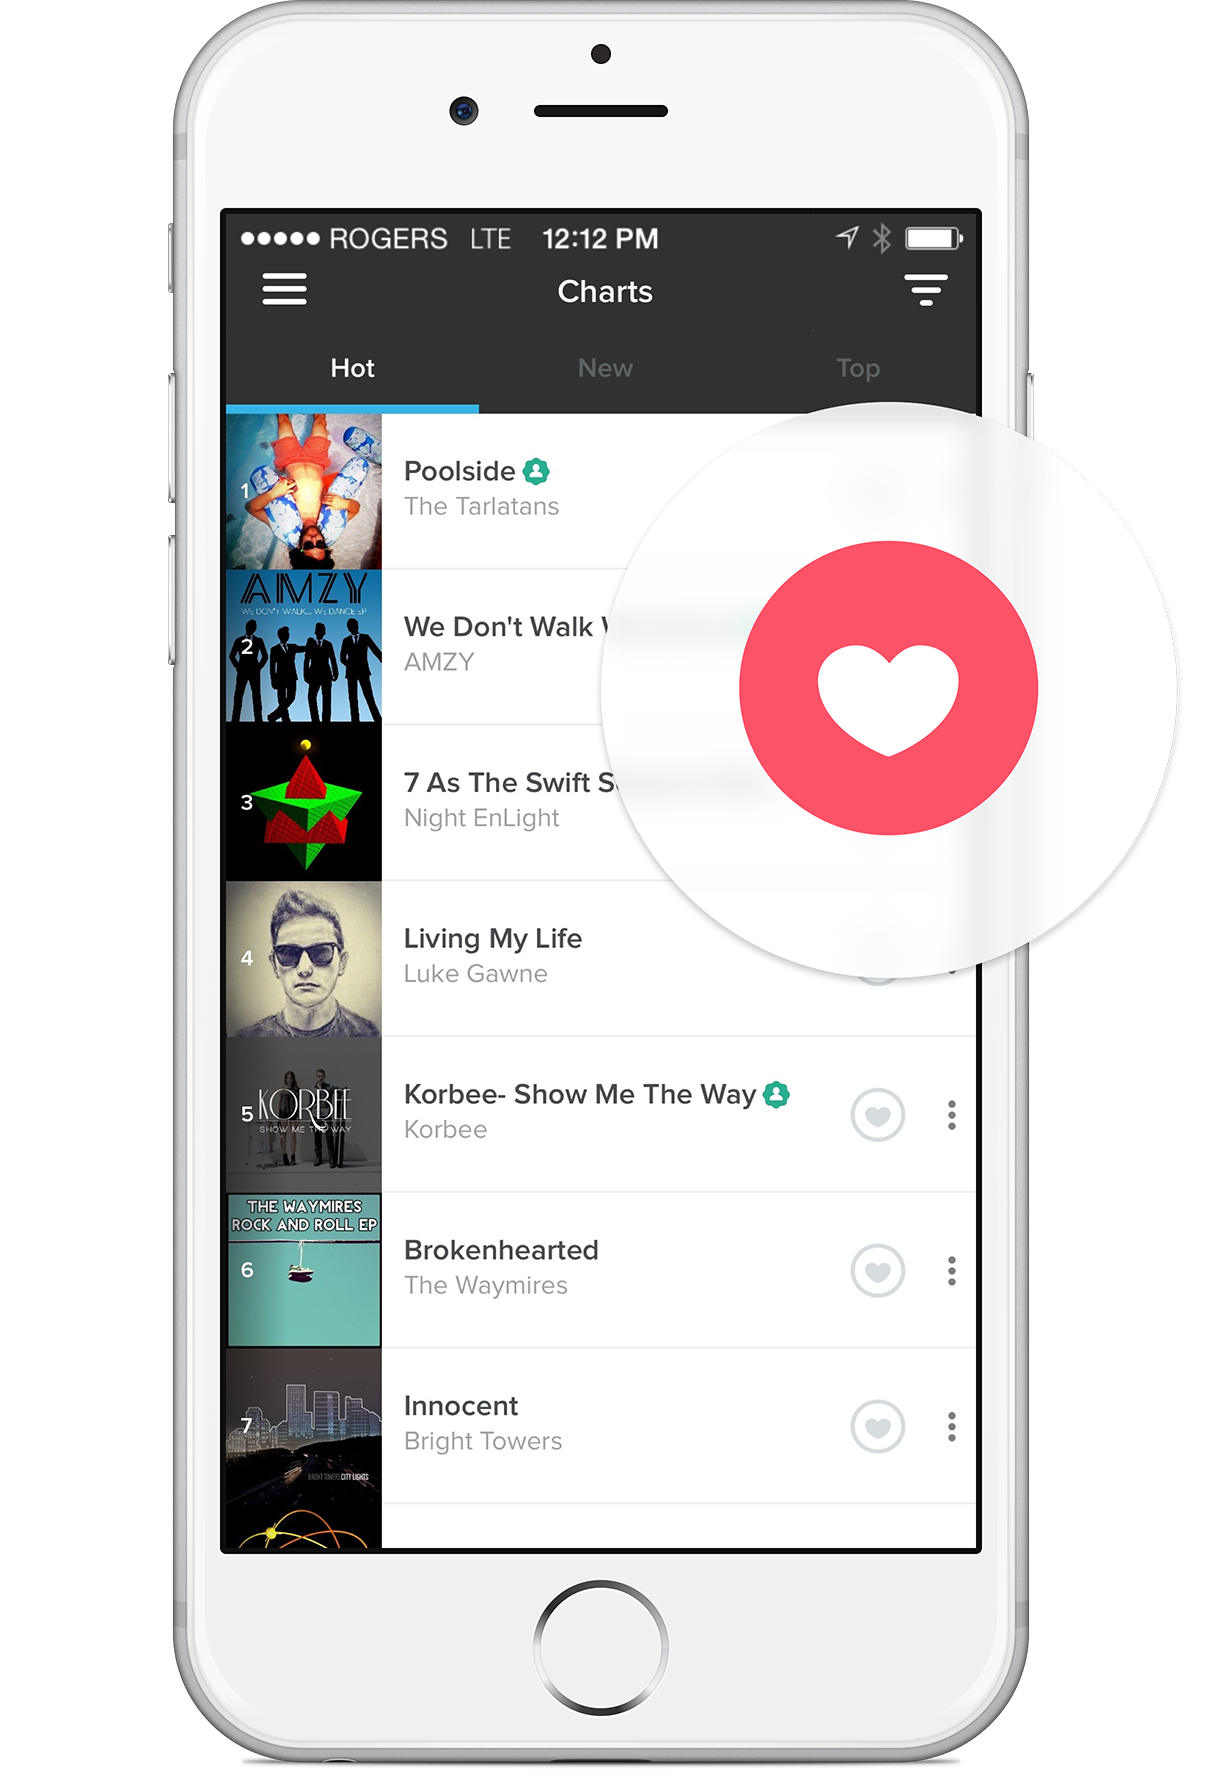 ROGERS LTE 12:12 PM
Charts
Hot New Top
1
Poolside
The Tarlatans
AMZY
WE DON'T WALK... WE DANCE EP
2
We Don't Walk
AMZY
3
7 As The Swift
Night EnLight
4
Living My Life
Luke Gawne
5
KORBEE
SHOW ME THE WAY
Korbee- Show Me The Way
Korbee
THE WAYMIRES
ROCK AND ROLL EP
6
Brokenhearted
The Waymires
7
BRIGHT TOWERS CITY LIGHTS
Innocent
Bright Towers